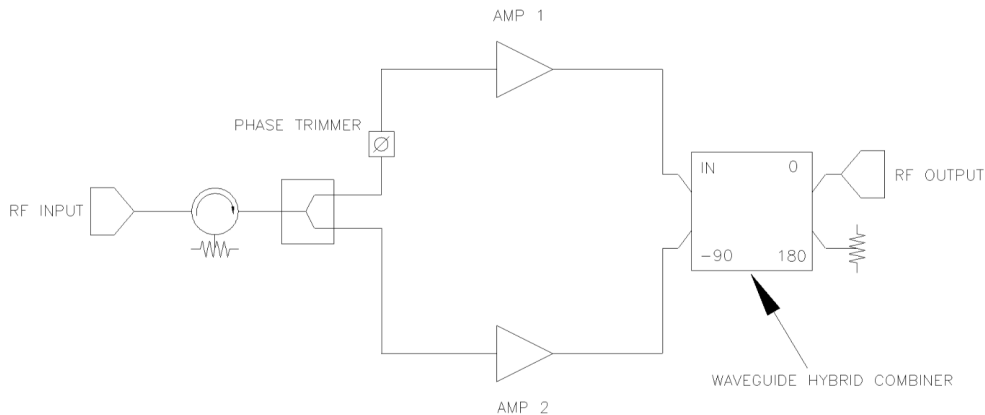 AMP 1
PHASE TRIMMER
RF INPUT
IN
0
RF OUTPUT
-90
180
WAVEGUIDE HYBRID COMBINER
AMP 2